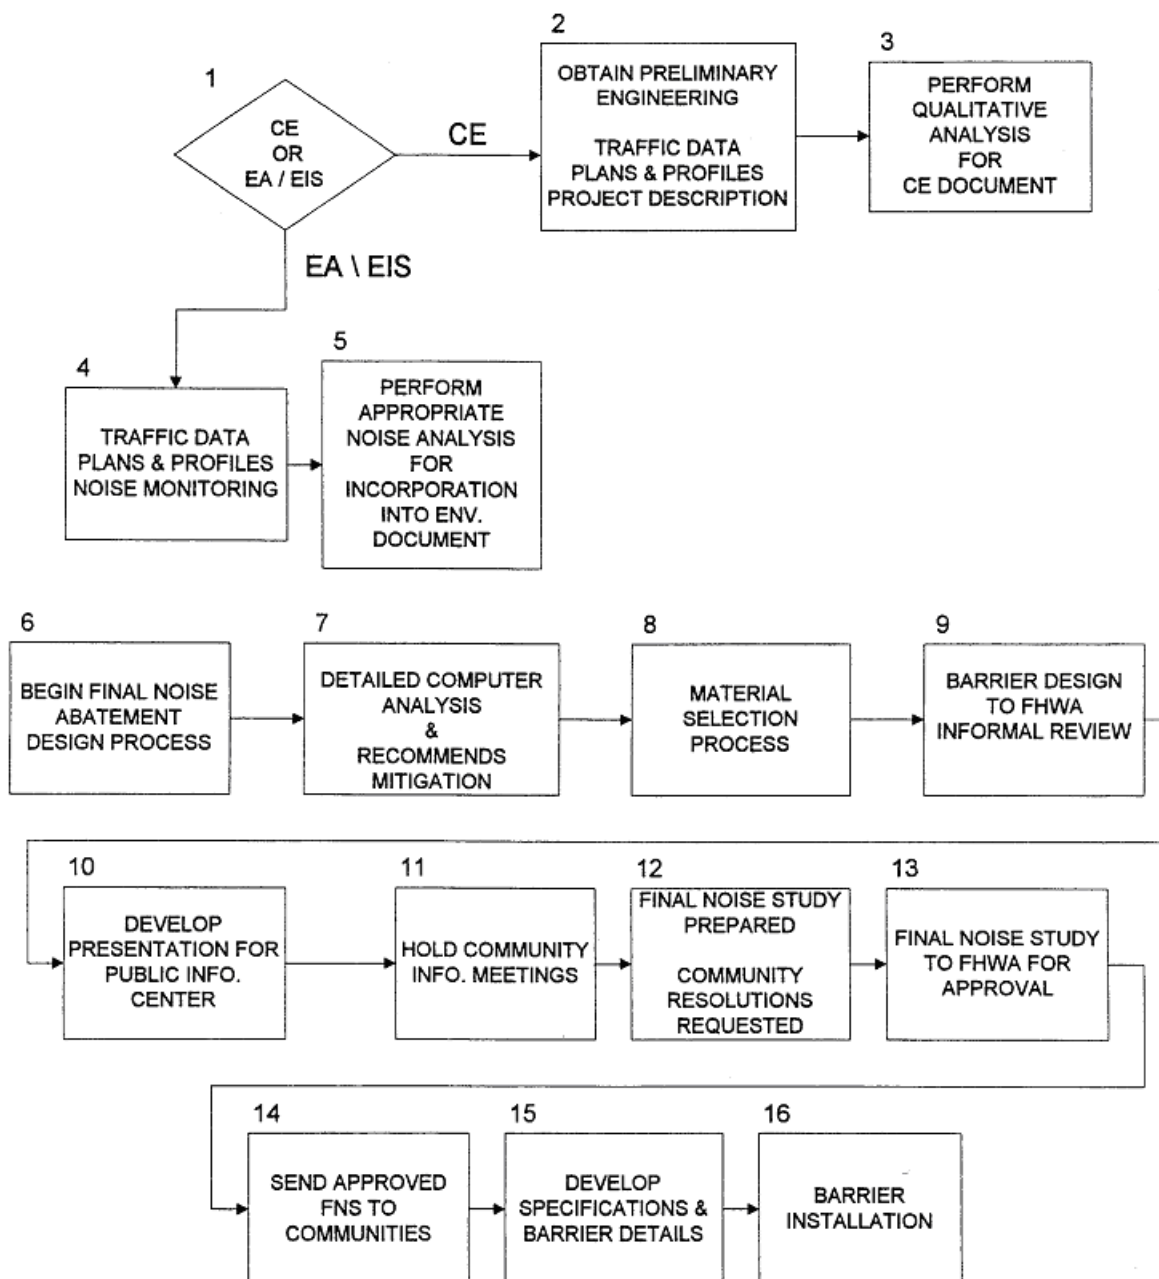 1
CE
OR
EA / EIS
CE
2
OBTAIN PRELIMINARY
ENGINEERING
TRAFFIC DATA
PLANS & PROFILES
PROJECT DESCRIPTION
3
PERFORM
QUALITATIVE
ANALYSIS
FOR
CE DOCUMENT
EA \ EIS
4
TRAFFIC DATA
PLANS & PROFILES
NOISE MONITORING
5
PERFORM
APPROPRIATE
NOISE ANALYSIS
FOR
INCORPORATION
INTO ENV.
DOCUMENT
6
BEGIN FINAL NOISE
ABATEMENT
DESIGN PROCESS
7
DETAILED COMPUTER
ANALYSIS
&
RECOMMENDS
MITIGATION
8
MATERIAL
SELECTION
PROCESS
9
BARRIER DESIGN
TO FHWA
INFORMAL REVIEW
10
DEVELOP
PRESENTATION FOR
PUBLIC INFO.
CENTER
11
HOLD COMMUNITY
INFO. MEETINGS
12
FINAL NOISE STUDY
PREPARED
COMMUNITY
RESOLUTIONS
REQUESTED
13
FINAL NOISE STUDY
TO FHWA FOR
APPROVAL
14
SEND APPROVED
FNS TO
COMMUNITIES
15
DEVELOP
SPECIFICATIONS &
BARRIER DETAILS
16
BARRIER
INSTALLATION